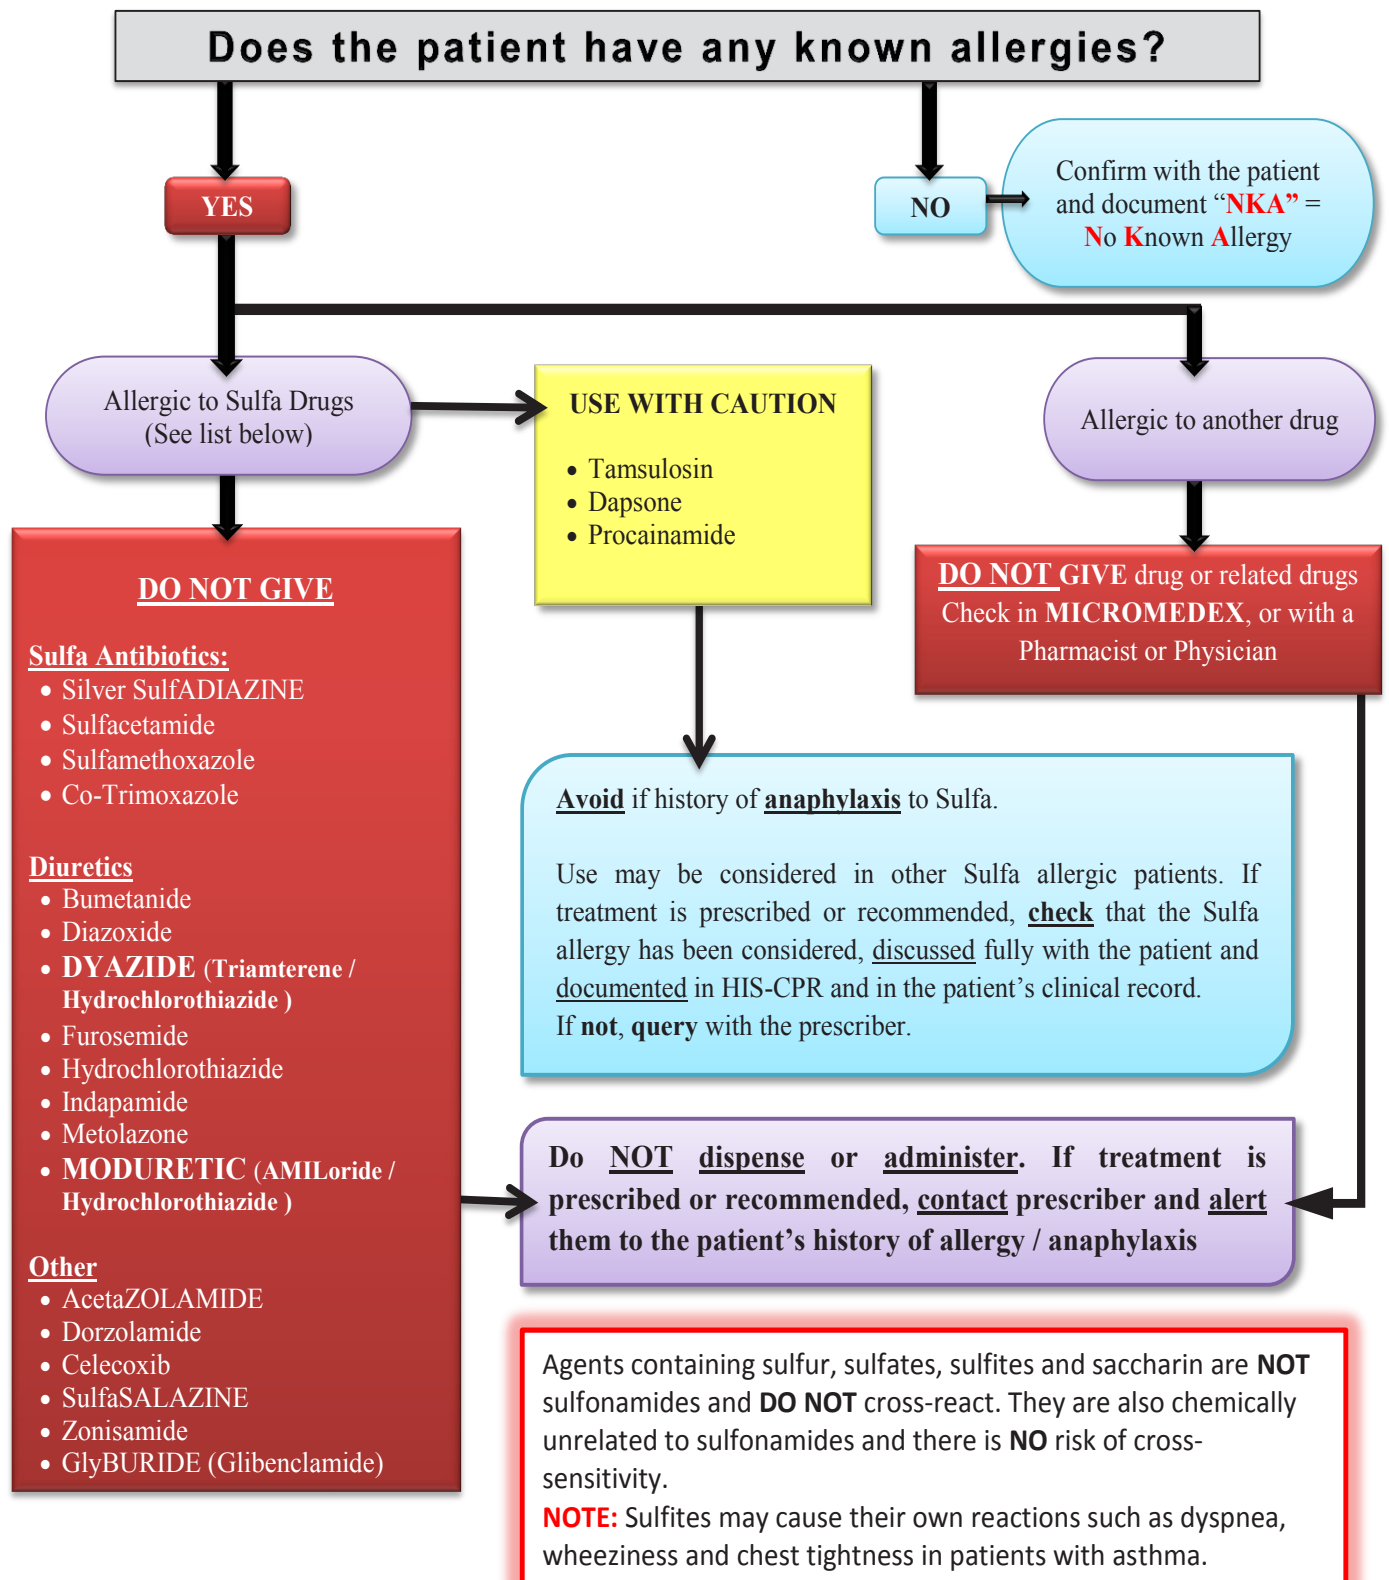 Does the patient have any known allergies?
YES
NO
Confirm with the patient
and document “NKA” =
No Known Allergy
Allergic to Sulfa Drugs
(See list below)
USE WITH CAUTION
• Tamsulosin
• Dapsone
• Procainamide
Allergic to another drug
DO NOT GIVE drug or related drugs
Check in MICROMEDEX, or with a
Pharmacist or Physician
DO NOT GIVE
Sulfa Antibiotics:
• Silver SulfADIAZINE
• Sulfacetamide
• Sulfamethoxazole
• Co-Trimoxazole
Diuretics
• Bumetanide
• Diazoxide
• DYAZIDE (Triamterene /
Hydrochlorothiazide )
• Furosemide
• Hydrochlorothiazide
• Indapamide
• Metolazone
• MODURETIC (AMILoride /
Hydrochlorothiazide )
Other
• AcetaZOLAMIDE
• Dorzolamide
• Celecoxib
• SulfaSALAZINE
• Zonisamide
• GlyBURIDE (Glibenclamide)
Avoid if history of anaphylaxis to Sulfa.
Use may be considered in other Sulfa allergic patients. If
treatment is prescribed or recommended, check that the Sulfa
allergy has been considered, discussed fully with the patient and
documented in HIS-CPR and in the patient’s clinical record.
If not, query with the prescriber.
Do NOT dispense or administer. If treatment is
prescribed or recommended, contact prescriber and alert
them to the patient’s history of allergy / anaphylaxis
Agents containing sulfur, sulfates, sulfites and saccharin are NOT
sulfonamides and DO NOT cross-react. They are also chemically
unrelated to sulfonamides and there is NO risk of cross-
sensitivity.
NOTE: Sulfites may cause their own reactions such as dyspnea,
wheeziness and chest tightness in patients with asthma.